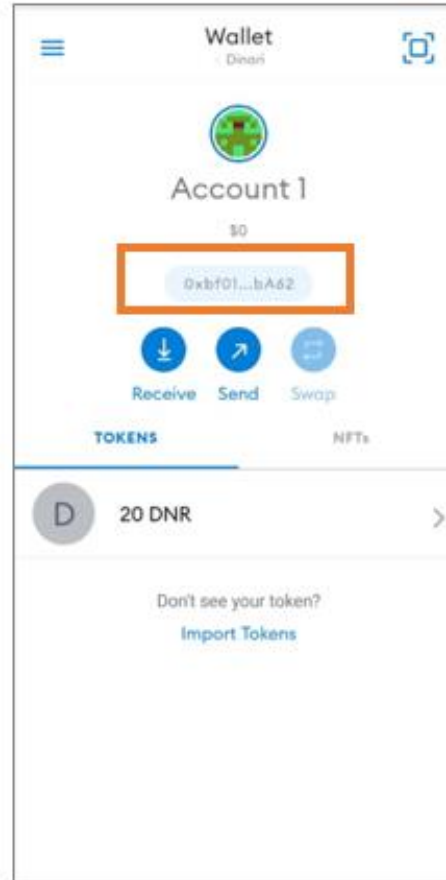 Wallet
Dinari
Account 1
$0
0xbf01...bA62
Receive Send Swap
TOKENS NFTs
D 20 DNR
Don't see your token?
Import Tokens